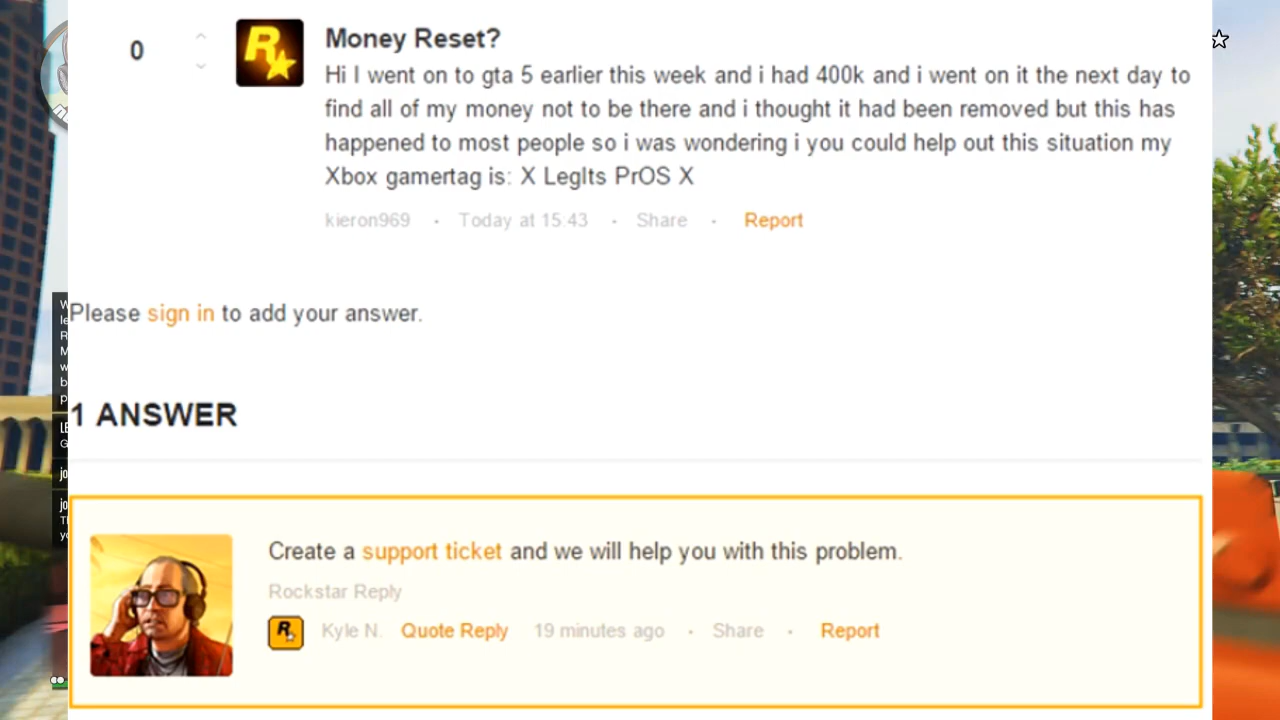 0
Money Reset?
Hi I went on to gta 5 earlier this week and i had 400k and i went on it the next day to
find all of my money not to be there and i thought it had been removed but this has
happened to most people so i was wondering i you could help out this situation my
Xbox gamertag is: X LegIts PrOS X
kieron969 · Today at 15:43 · Share · Report
Please sign in to add your answer.
1 ANSWER
Create a support ticket and we will help you with this problem.
Rockstar Reply
Kyle N. Quote Reply 19 minutes ago · Share · Report